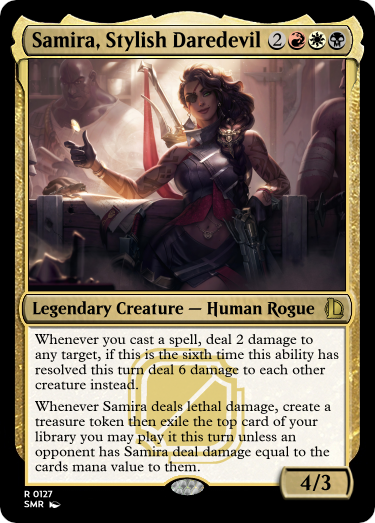 Samira, Stylish Daredevil 2
Legendary Creature — Human Rogue
Whenever you cast a spell, deal 2 damage to
any target, if this is the sixth time this ability has
resolved this turn deal 6 damage to each other
creature instead.
Whenever Samira deals lethal damage, create a
treasure token then exile the top card of your
library you may play it this turn unless an
opponent has Samira deal damage equal to the
cards mana value to them.
4/3
R 0127
SMR